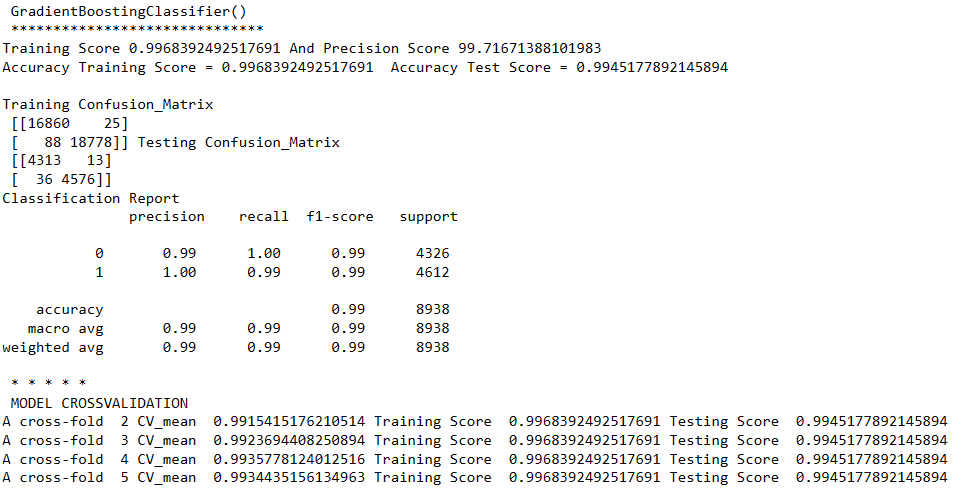 GradientBoostingClassifier()
******************************
Training Score 0.9968392492517691 And Precision Score 99.71671388101983
Accuracy Training Score = 0.9968392492517691  Accuracy Test Score = 0.9945177892145894
Training Confusion_Matrix
[[16860    25]
[   88 18778]] Testing Confusion_Matrix
[[4313   13]
[  36 4576]]
Classification Report
precision    recall  f1-score   support
0       0.99      1.00      0.99      4326
1       1.00      0.99      0.99      4612
accuracy                           0.99      8938
macro avg       0.99      0.99      0.99      8938
weighted avg       0.99      0.99      0.99      8938
* * * * *
MODEL CROSSVALIDATION
A cross-fold  2 CV_mean  0.9915415176210514 Training Score  0.9968392492517691 Testing Score  0.9945177892145894
A cross-fold  3 CV_mean  0.9923694408250894 Training Score  0.9968392492517691 Testing Score  0.9945177892145894
A cross-fold  4 CV_mean  0.9935778124012516 Training Score  0.9968392492517691 Testing Score  0.9945177892145894
A cross-fold  5 CV_mean  0.9934435156134963 Training Score  0.9968392492517691 Testing Score  0.9945177892145894